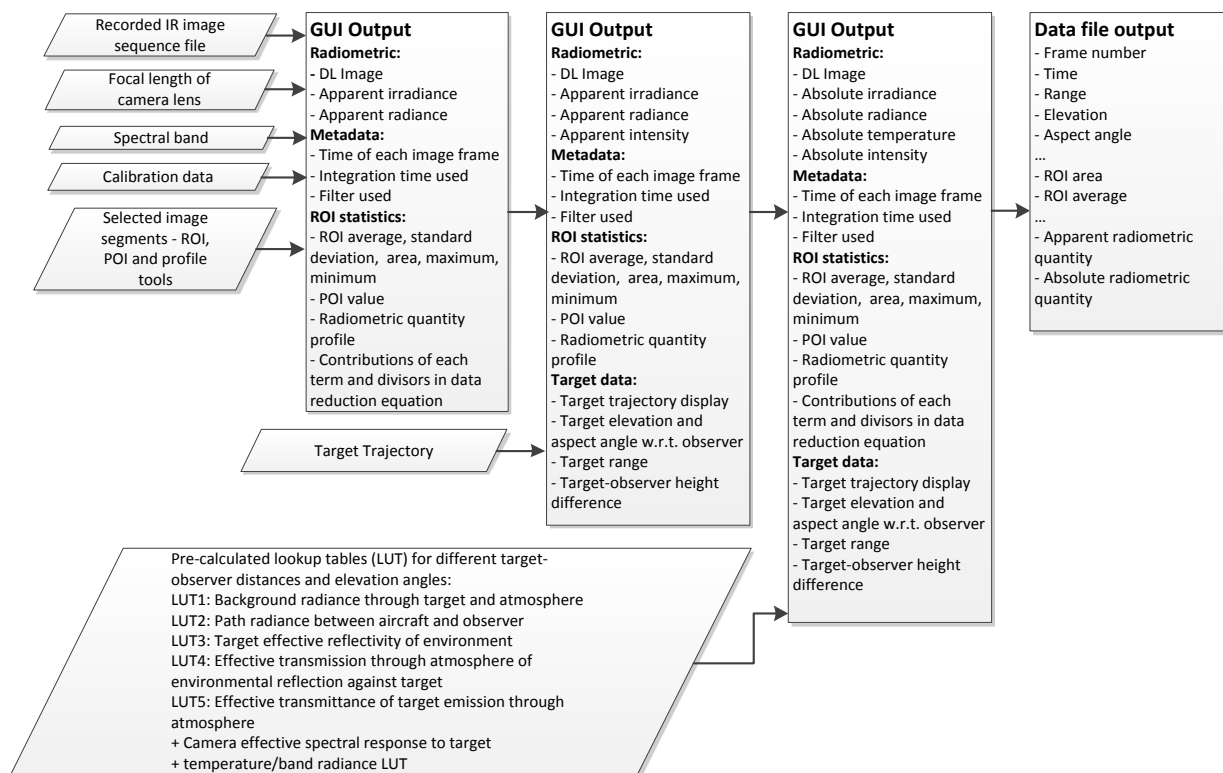 Recorded IR image
sequence file
Focal length of
camera lens
Spectral band
Calibration data
Selected image
segments - ROI,
POI and profile
tools
GUI Output
Radiometric:
- DL Image
- Apparent irradiance
- Apparent radiance
Metadata:
- Time of each image frame
- Integration time used
- Filter used
ROI statistics:
- ROI average, standard
deviation, area, maximum,
minimum
- POI value
- Radiometric quantity
profile
- Contributions of each
term and divisors in data
reduction equation
GUI Output
Radiometric:
- DL Image
- Apparent irradiance
- Apparent radiance
- Apparent intensity
Metadata:
- Time of each image frame
- Integration time used
- Filter used
ROI statistics:
- ROI average, standard
deviation, area, maximum,
minimum
- POI value
- Radiometric quantity
profile
Target data:
- Target trajectory display
- Target elevation and
aspect angle w.r.t. observer
- Target range
- Target-observer height
difference
GUI Output
Radiometric:
- DL Image
- Absolute irradiance
- Absolute radiance
- Absolute temperature
- Absolute intensity
Metadata:
- Time of each image frame
- Integration time used
- Filter used
ROI statistics:
- ROI average, standard
deviation, area, maximum,
minimum
- POI value
- Radiometric quantity
profile
- Contributions of each
term and divisors in data
reduction equation
Target data:
- Target trajectory display
- Target elevation and
aspect angle w.r.t. observer
- Target range
- Target-observer height
difference
Data file output
- Frame number
- Time
- Range
- Elevation
- Aspect angle
...
- ROI area
- ROI average
...
- Apparent radiometric
quantity
- Absolute radiometric
quantity
Target Trajectory
Pre-calculated lookup tables (LUT) for different target-
observer distances and elevation angles:
LUT1: Background radiance through target and atmosphere
LUT2: Path radiance between aircraft and observer
LUT3: Target effective reflectivity of environment
LUT4: Effective transmission through atmosphere of
environmental reflection against target
LUT5: Effective transmittance of target emission through
atmosphere
+ Camera effective spectral response to target
+ temperature/band radiance LUT